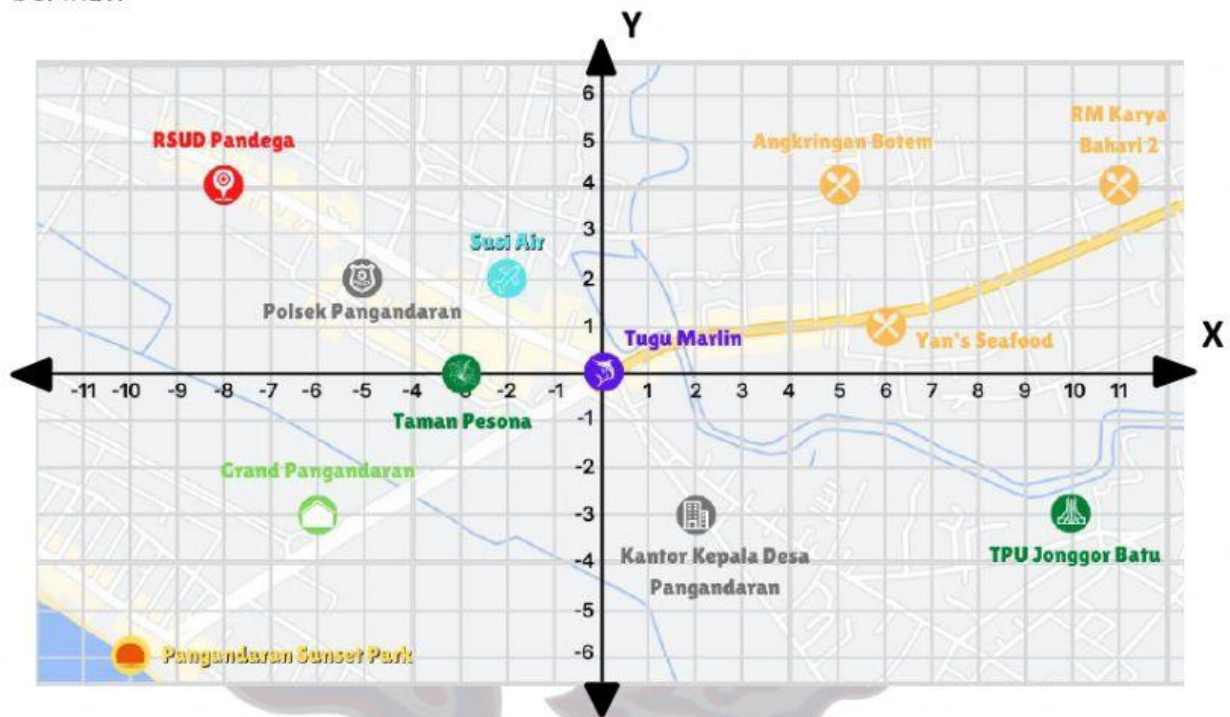 Y
6
RSUD Pandega
5
Angkringan Botem
RM Karya
Bahari 2
4
3
Susi Air
2
Polsek Pangandaran
1
Tugu Marlin
Yan's Seafood
X
-11 -10 -9 -8 -7 -6 -5 -4 -3 -2 -1 1 2 3 4 5 6 7 8 9 10 11
Taman Pesona
-1
Grand Pangandaran
-2
-3
Kantor Kepala Desa
Pangandaran
TPU Jonggor Batu
-4
-5
Pangandaran Sunset Park
-6